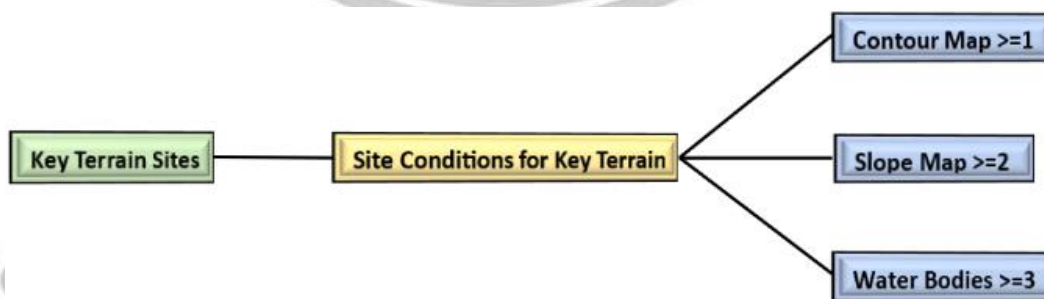 Contour Map >=1
Key Terrain Sites
Site Conditions for Key Terrain
Slope Map >=2
Water Bodies >=3